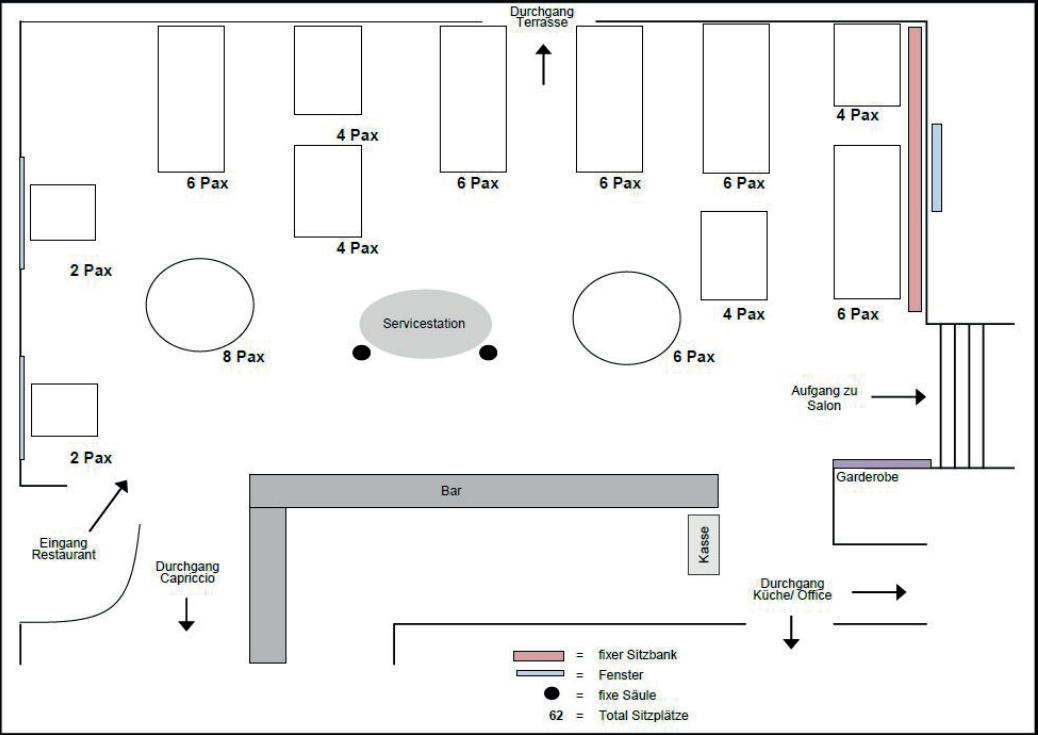 Durchgang
Terrasse
4 Pax
4 Pax
6 Pax
6 Pax
6 Pax
6 Pax
4 Pax
2 Pax
4 Pax
6 Pax
Servicestation
8 Pax
6 Pax
Aufgang zu
Salon
2 Pax
Garderobe
Bar
Eingang
Restaurant
Kasse
Durchgang
Capriccio
Durchgang
Küche/ Office
= fixer Sitzbank
= Fenster
= fixe Säule
62 = Total Sitzplätze